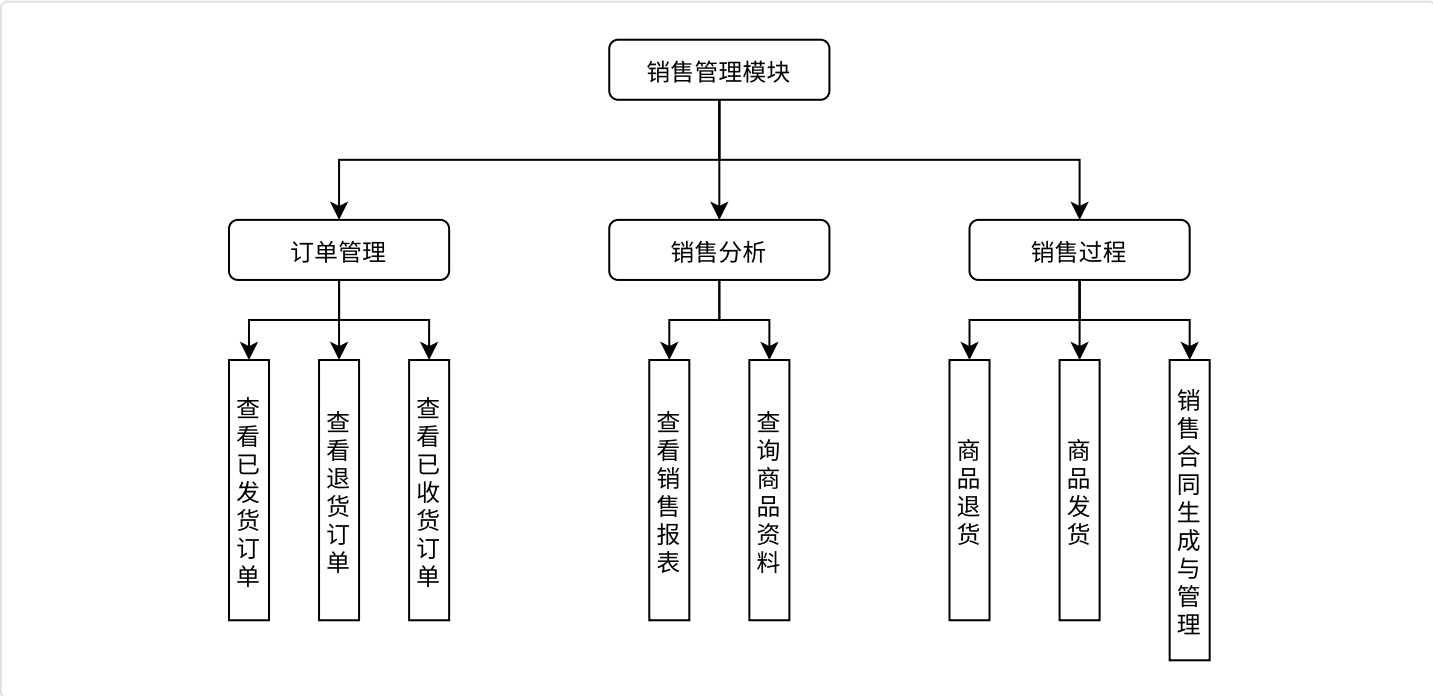 销售管理模块
订单管理
销售分析
销售过程
查看已发货订单
查看退货订单
查看已收货订单
查看销售报表
查询商品资料
商品退货
商品发货
销售合同生成与管理